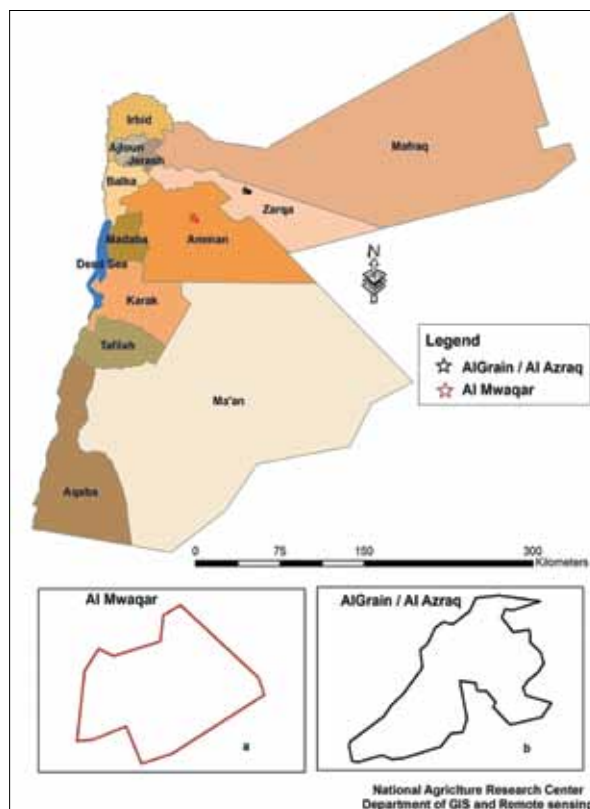 Irbid
Mafraq
Ajloun
Jarash
Balka
Zarqa
Madaba
Amman
N
Dead Sea
Karak
Legend
AlGrain / Al Azraq
Al Mwaqar
Tafilah
Ma'an
Aqaba
0 75 150 300
Kilometers
Al Mwaqar
AlGrain / Al Azraq
a
b
National Agriclture Research Center
Department of GIS and Remote sensing